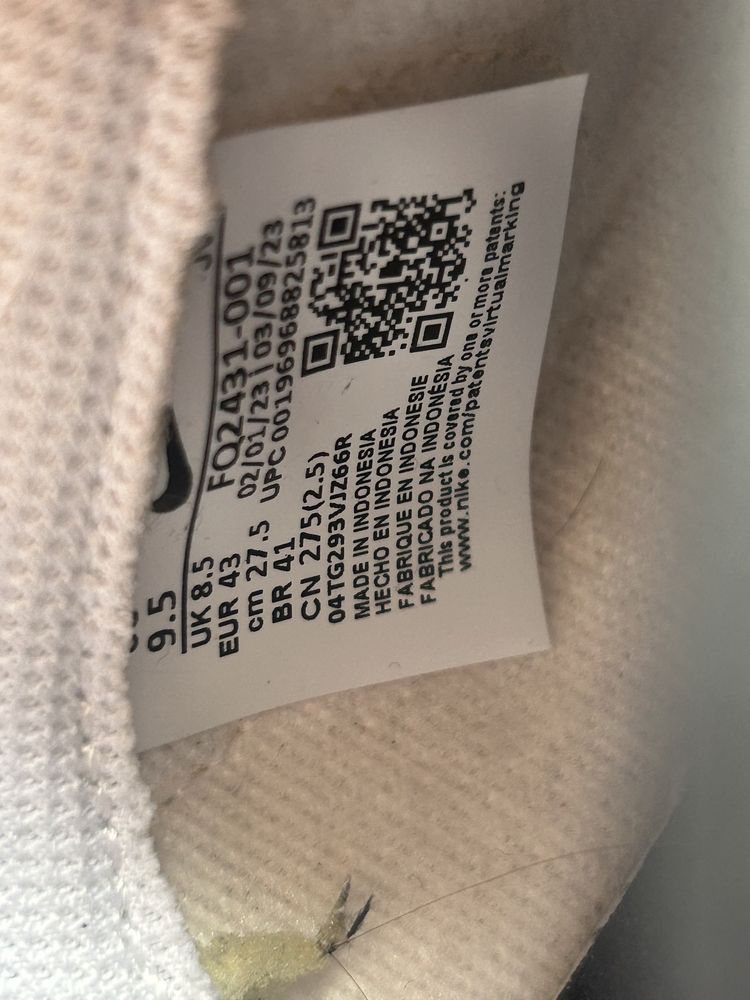 9.5
UK 8.5
EUR 43
cm 27.5
BR 41
CN 275(2.5)
FQ2431-001
02/01/23 | 03/09/23
UPC 00196968825813
04TG293VIZ66R
MADE IN INDONESIA
HECHO EN INDONESIA
FABRIQUE EN INDONESIE
FABRICADO NA INDONÉSIA
This product is covered by one or more patents:
www.nike.com/patentsvirtualmarking